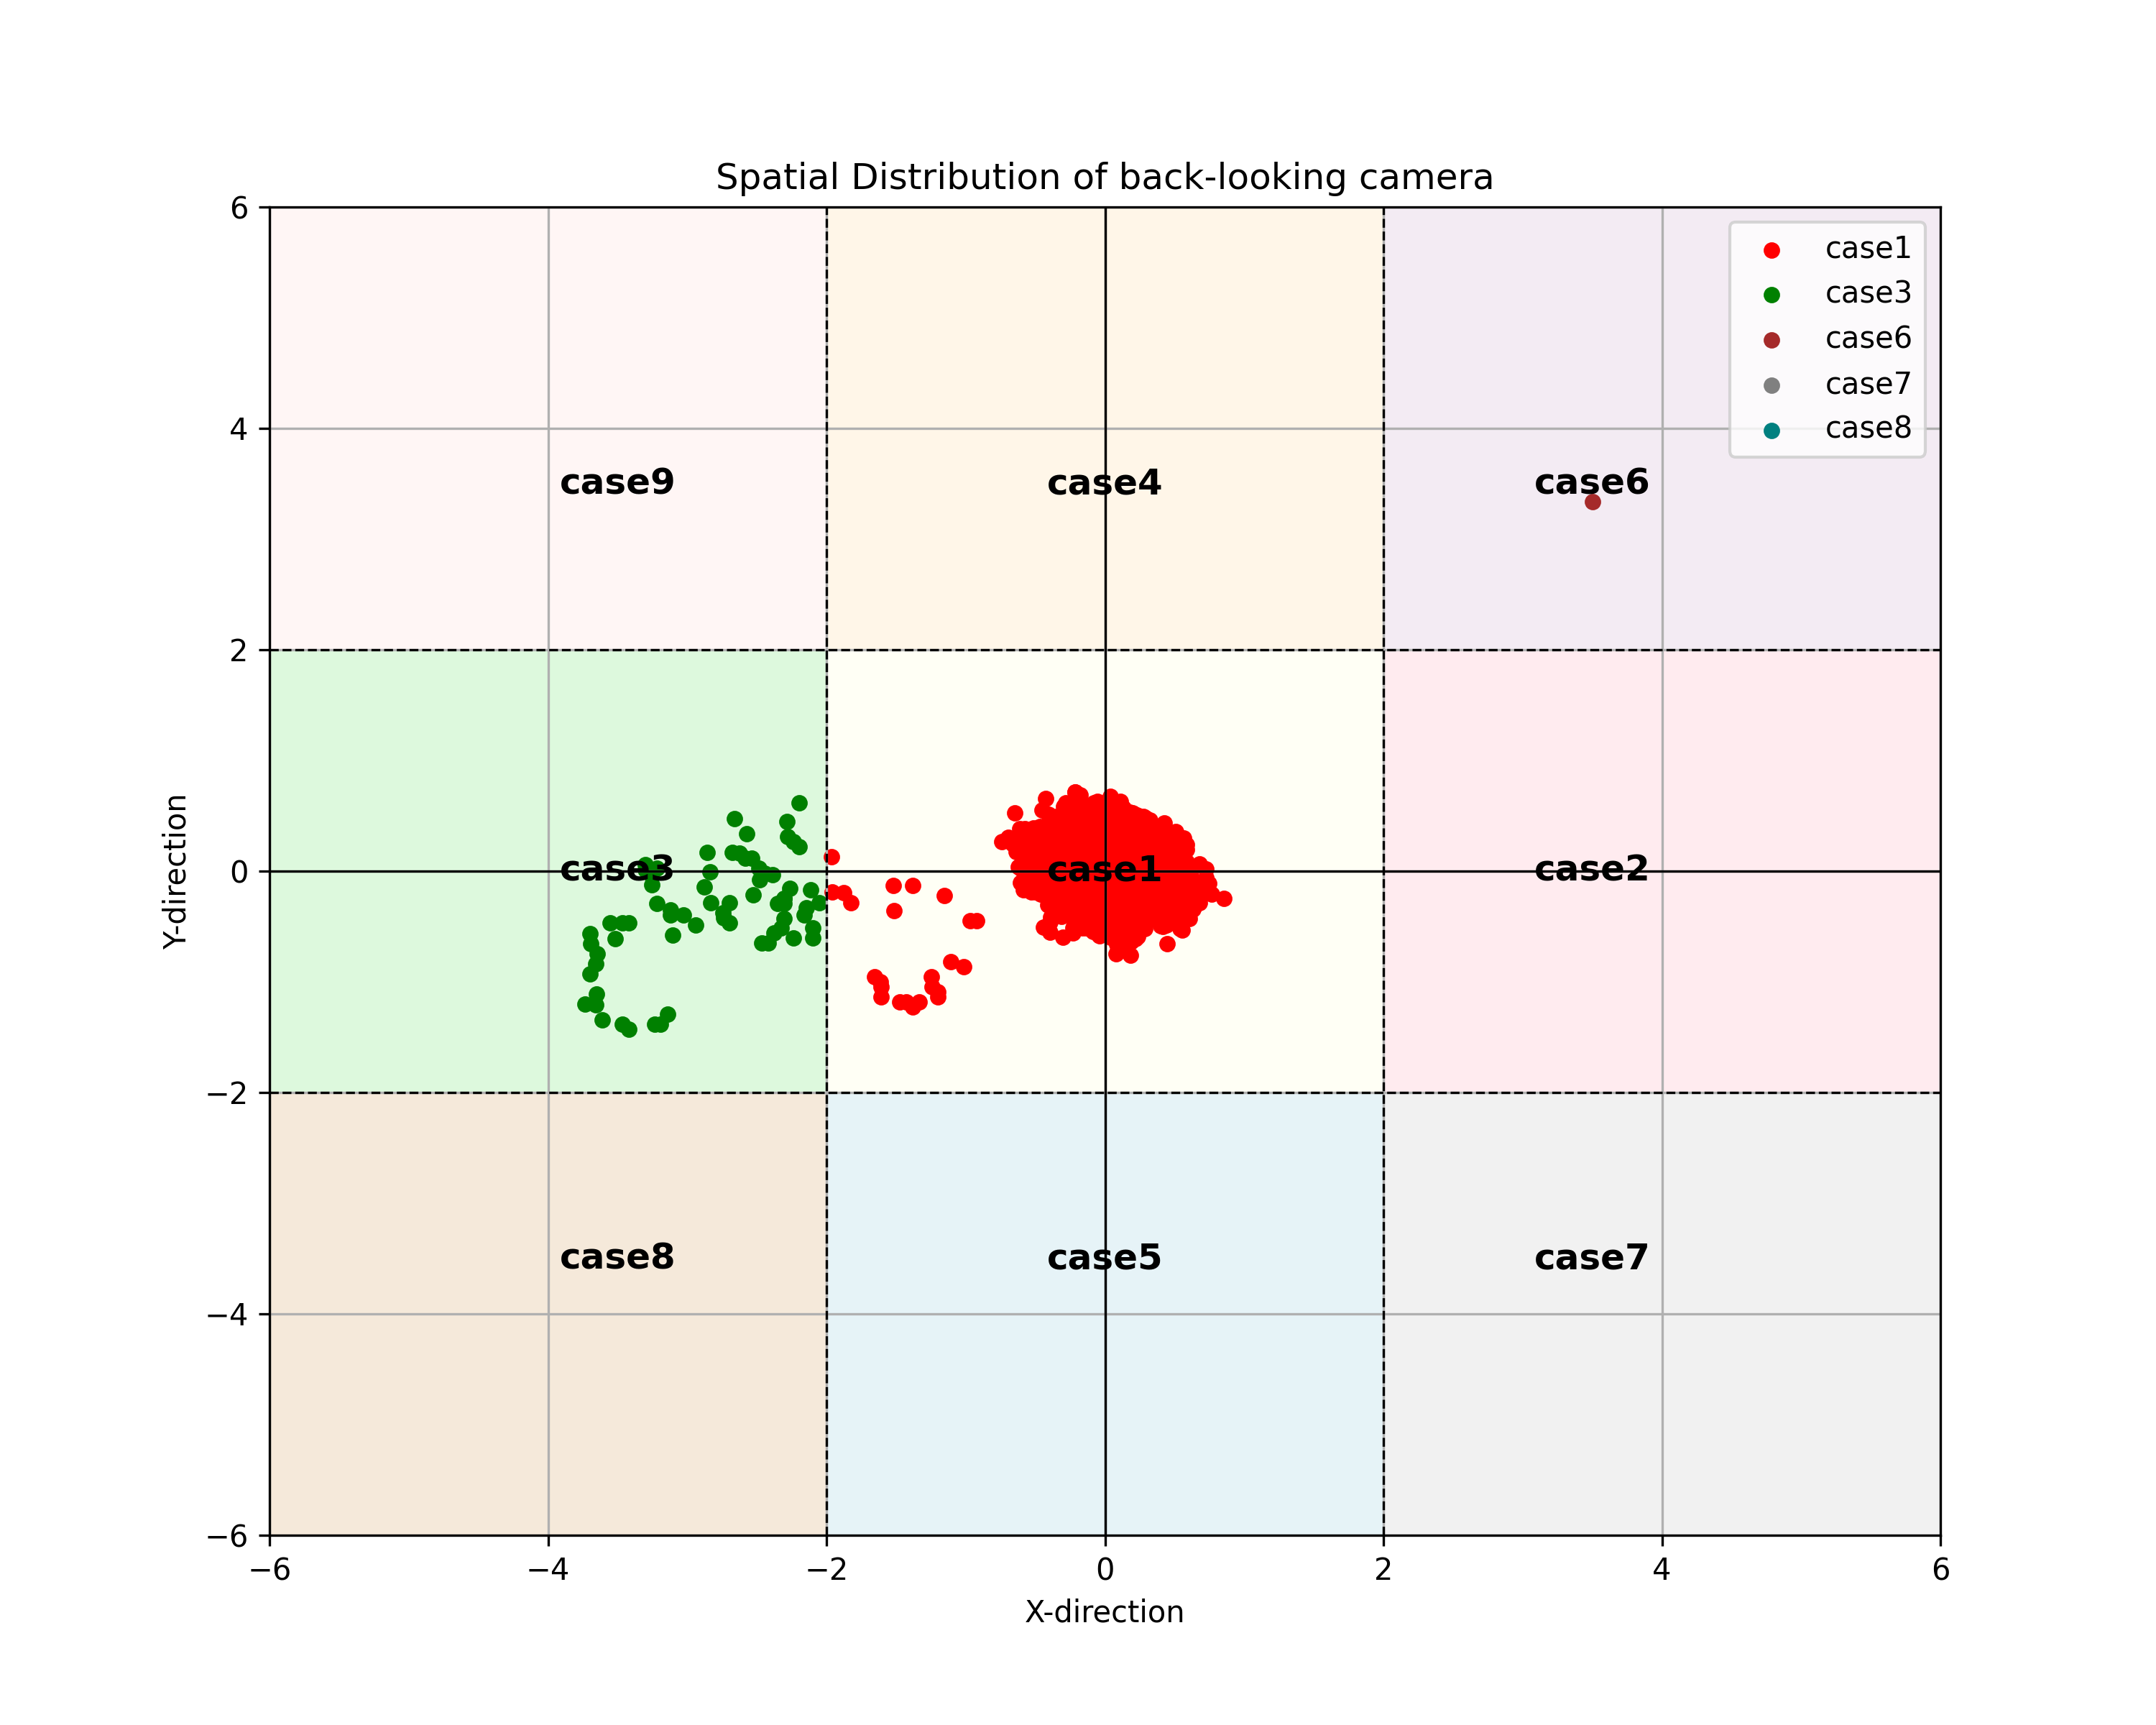 Spatial Distribution of back-looking camera
6
4
2
0
−2
−4
−6
Y-direction
case9
case4
case6
case3
case1
case2
case8
case5
case7
case1
case3
case6
case7
case8
−6
−4
−2
0
2
4
6
X-direction